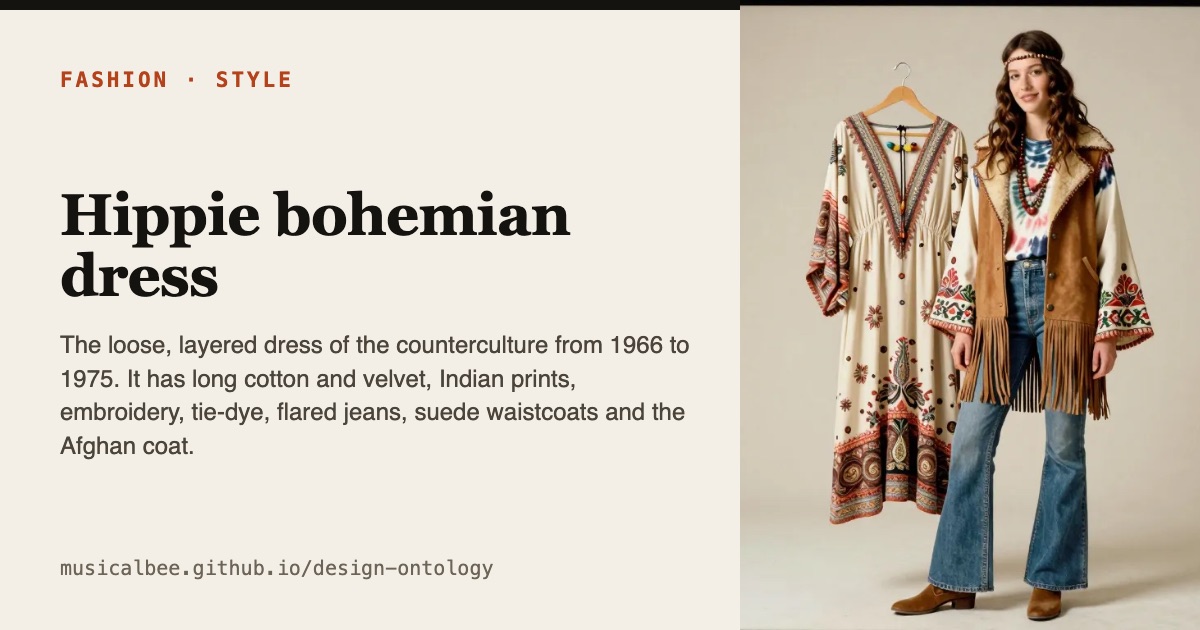 FASHION · STYLE
Hippie bohemian
dress
The loose, layered dress of the counterculture from 1966 to
1975. It has long cotton and velvet, Indian prints,
embroidery, tie-dye, flared jeans, suede waistcoats and the
Afghan coat.
musicalbee.github.io/design-ontology